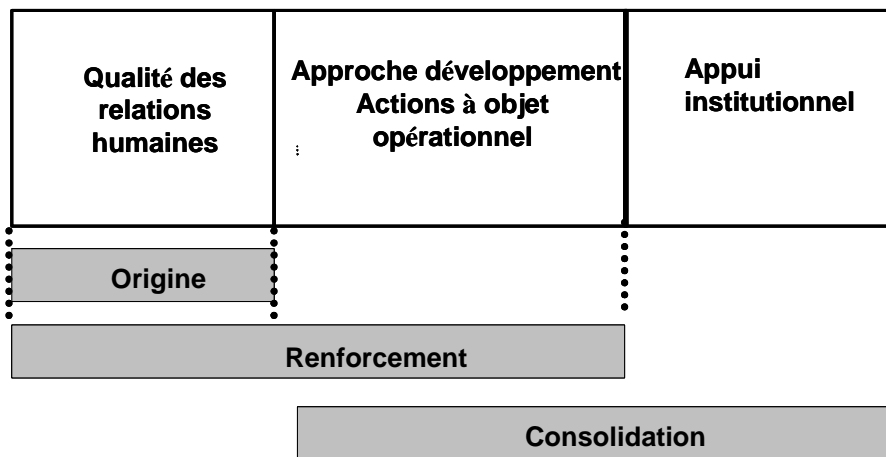 Qualité des
relations
humaines
Approche développement
Actions à objet
opérationnel
Appui
institutionnel
Origine
Renforcement
Consolidation